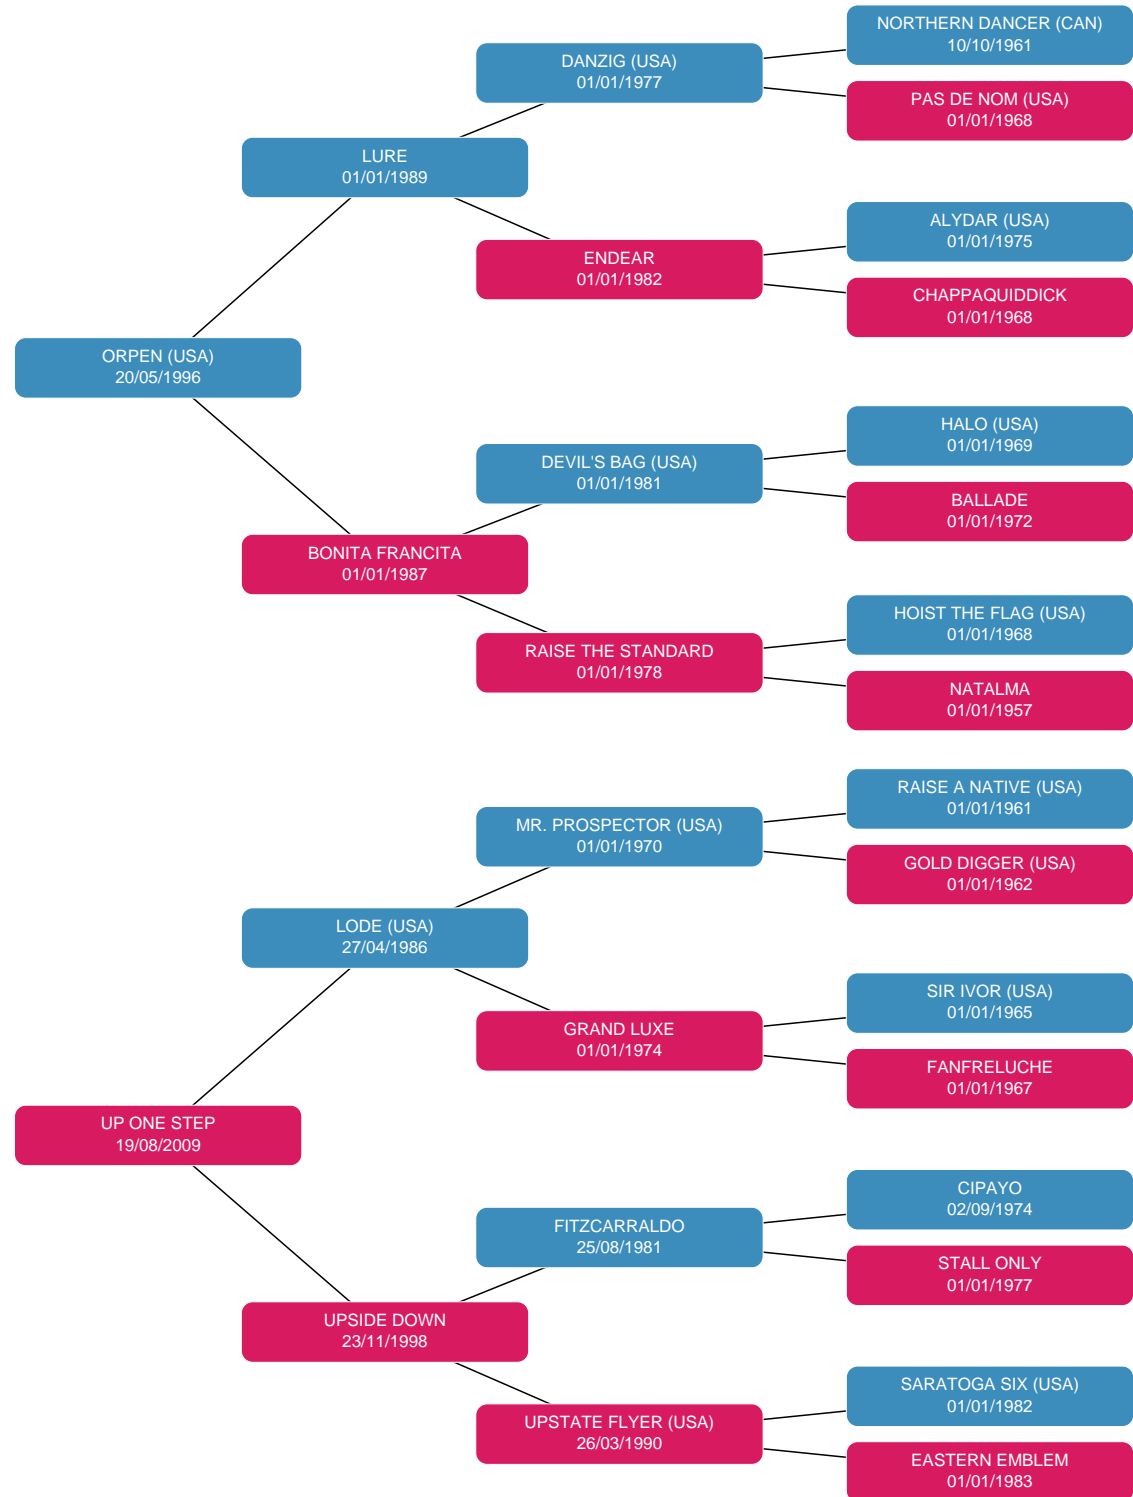 NORTHERN DANCER (CAN)
10/10/1961
DANZIG (USA)
01/01/1977
PAS DE NOM (USA)
01/01/1968
LURE
01/01/1989
ALYDAR (USA)
01/01/1975
ENDEAR
01/01/1982
CHAPPAQUIDDICK
01/01/1968
ORPEN (USA)
20/05/1996
HALO (USA)
01/01/1969
DEVIL'S BAG (USA)
01/01/1981
BALLADE
01/01/1972
BONITA FRANCITA
01/01/1987
HOIST THE FLAG (USA)
01/01/1968
RAISE THE STANDARD
01/01/1978
NATALMA
01/01/1957
RAISE A NATIVE (USA)
01/01/1961
MR. PROSPECTOR (USA)
01/01/1970
GOLD DIGGER (USA)
01/01/1962
LODE (USA)
27/04/1986
SIR IVOR (USA)
01/01/1965
GRAND LUXE
01/01/1974
FANFRELUCHE
01/01/1967
UP ONE STEP
19/08/2009
CIPAYO
02/09/1974
FITZCARRALDO
25/08/1981
STALL ONLY
01/01/1977
UPSIDE DOWN
23/11/1998
SARATOGA SIX (USA)
01/01/1982
UPSTATE FLYER (USA)
26/03/1990
EASTERN EMBLEM
01/01/1983